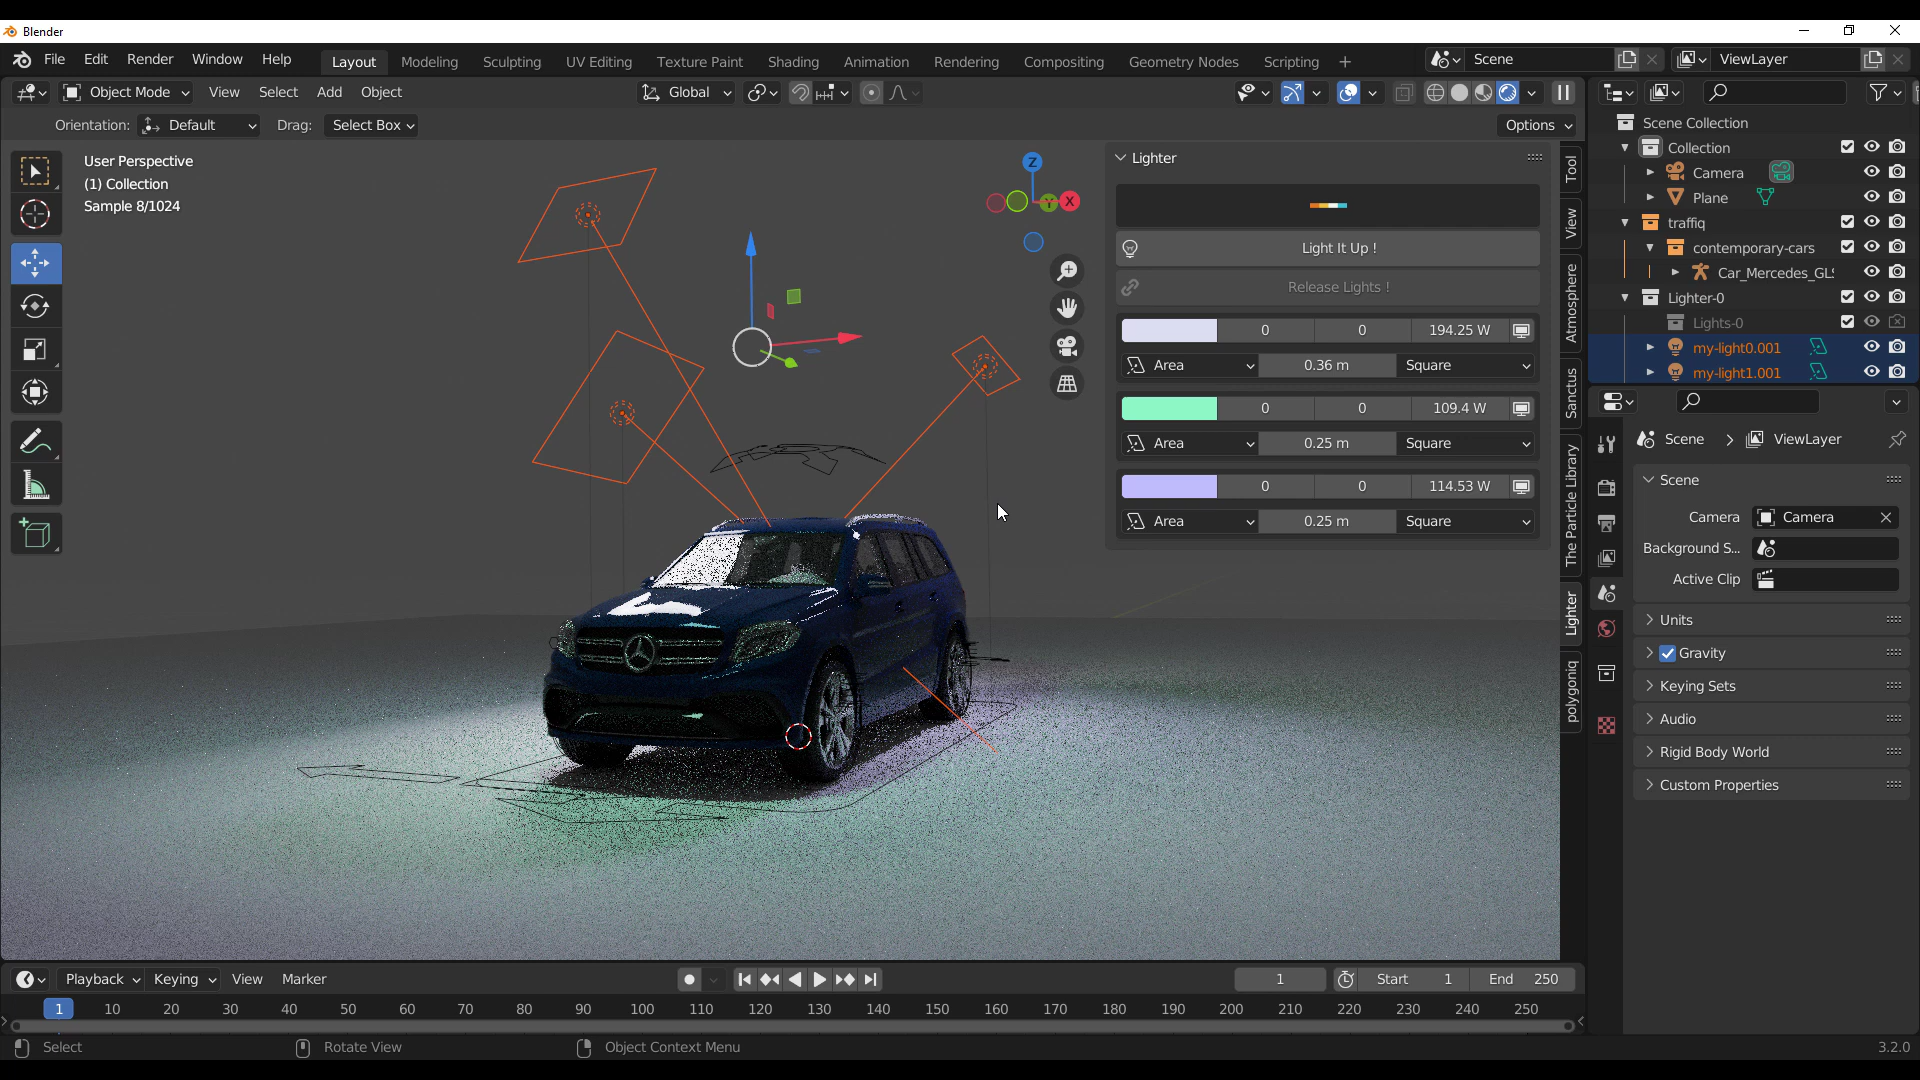 Blender
File Edit Render Window Help Layout Modeling Sculpting UV Editing Texture Paint Shading Animation Rendering Compositing Geometry Nodes Scripting + Scene ViewLayer
Object Mode View Select Add Object Global
Orientation: Default Drag: Select Box Options
User Perspective
(1) Collection
Sample 8/1024
Z
Y
X
Lighter
Light It Up !
Release Lights !
0 0 194.25 W
Area 0.36 m Square
0 0 109.4 W
Area 0.25 m Square
0 0 114.53 W
Area 0.25 m Square
Tool
View
Atmosphere
Sanctus
The Particle Library
Lighter
polygoniq
Scene Collection
Collection
Camera
Plane
traffiq
contemporary-cars
Car_Mercedes_GLS
Lighter-0
Lights-0
my-light0.001
my-light1.001
Scene ViewLayer
Scene
Camera Camera
Background S...
Active Clip
Units
Gravity
Keying Sets
Audio
Rigid Body World
Custom Properties
Playback Keying View Marker 1 Start 1 End 250
1 10 20 30 40 50 60 70 80 90 100 110 120 130 140 150 160 170 180 190 200 210 220 230 240 250
Select Rotate View Object Context Menu 3.2.0